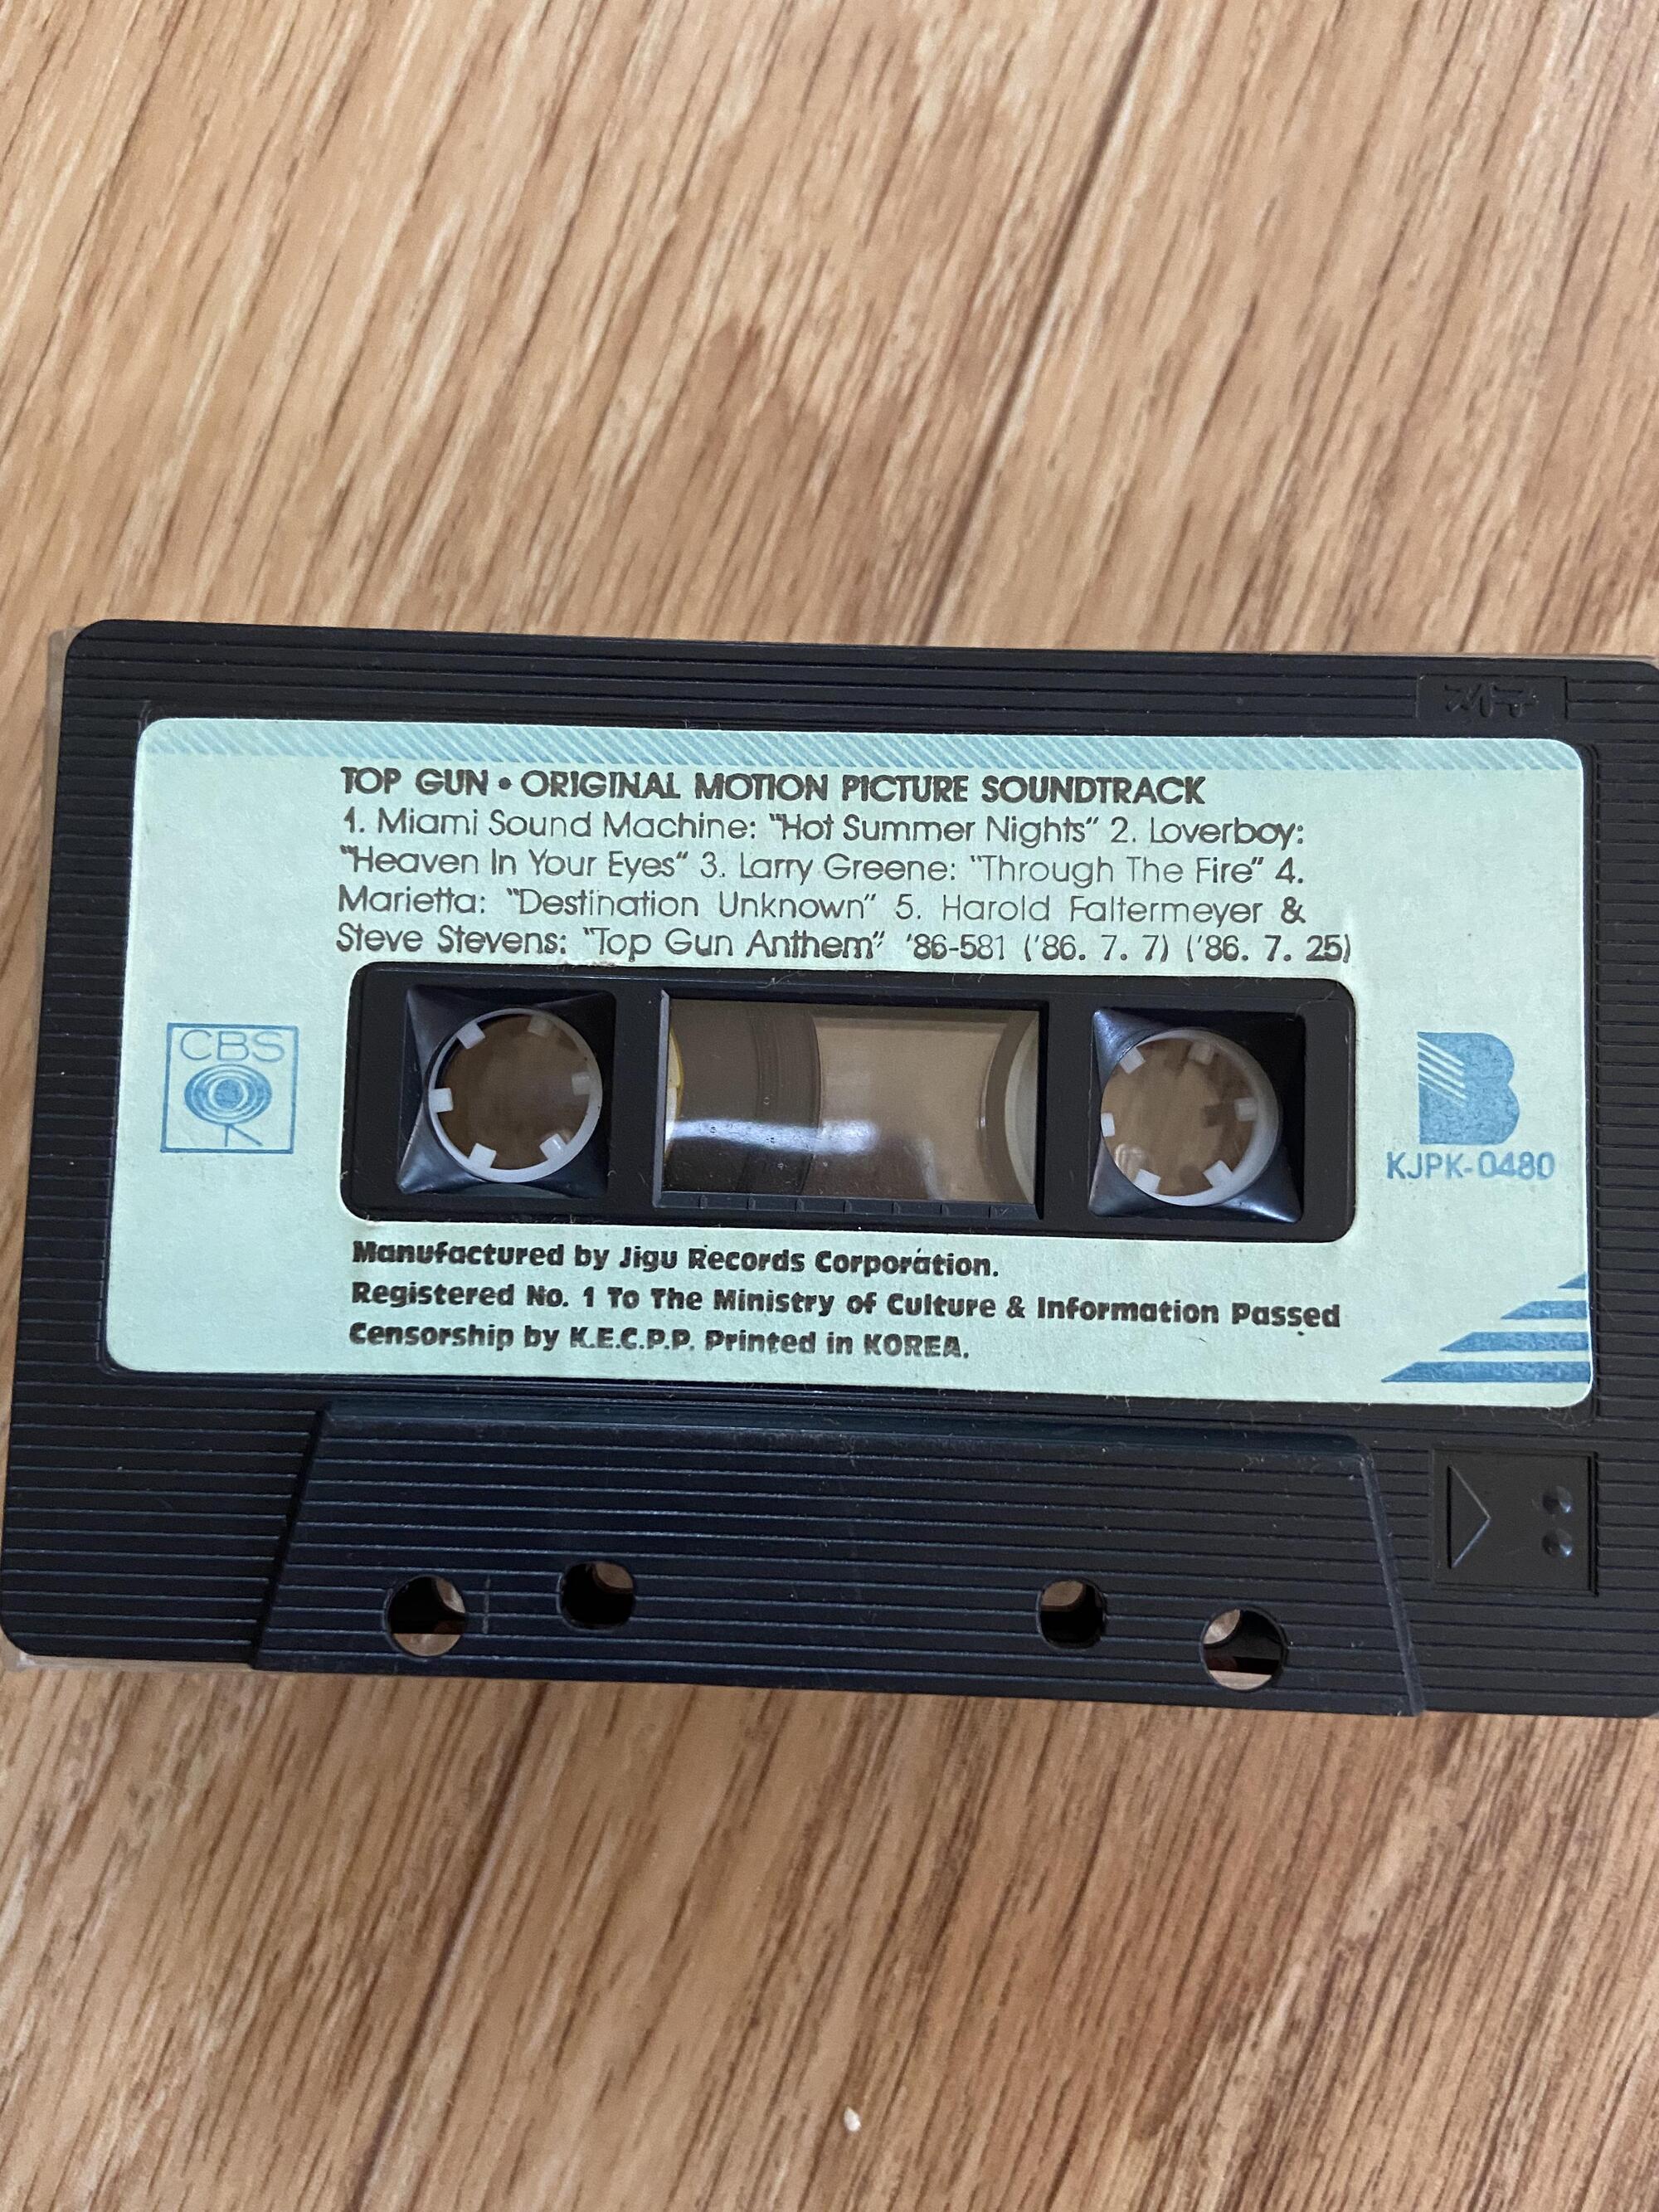 지구
TOP GUN • ORIGINAL MOTION PICTURE SOUNDTRACK
1. Miami Sound Machine: "Hot Summer Nights" 2. Loverboy:
"Heaven In Your Eyes" 3. Larry Greene: "Through The Fire" 4.
Marietta: "Destination Unknown" 5. Harold Faltermeyer &
Steve Stevens: "Top Gun Anthem" '86-581 ('86. 7. 7) ('86. 7. 25)
CBS
B
KJPK-0480
Manufactured by Jigu Records Corporation.
Registered No. 1 To The Ministry of Culture & Information Passed
Censorship by K.E.C.P.P. Printed in KOREA.